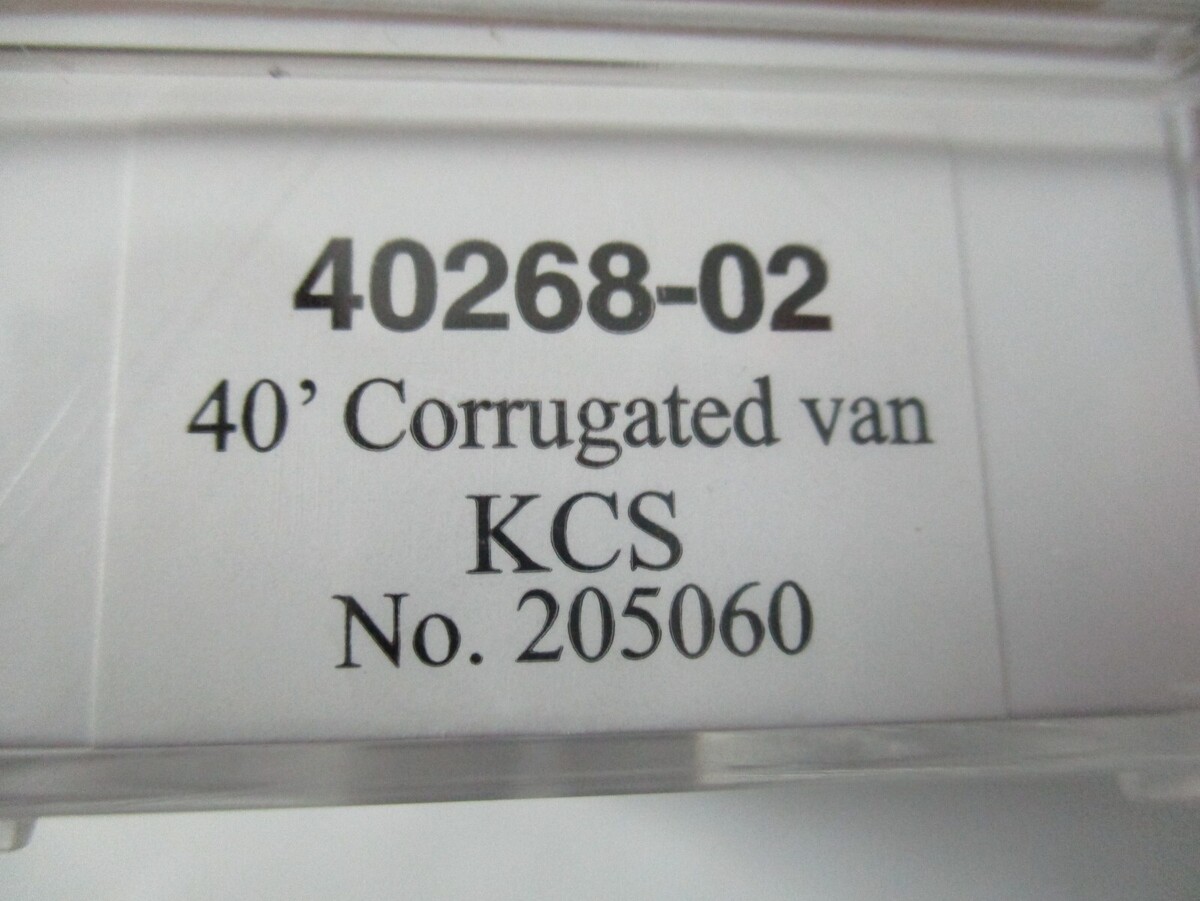 40268-02
40’ Corrugated van
KCS
No. 205060